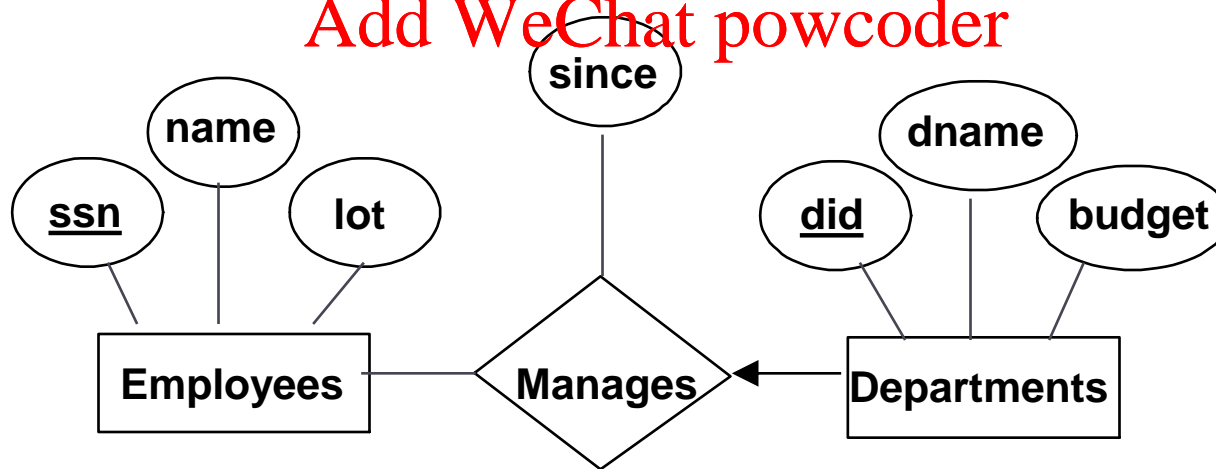 Add WeChat powcoder
since
name
dname
ssn
lot
did
budget
Employees
Manages
Departments